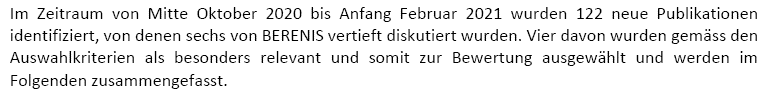 Im Zeitraum von Mitte Oktober 2020 bis Anfang Februar 2021 wurden 122 neue Publikationen
identifiziert, von denen sechs von BERENIS vertieft diskutiert wurden. Vier davon wurden gemäss den
Auswahlkriterien als besonders relevant und somit zur Bewertung ausgewählt und werden im
Folgenden zusammengefasst.